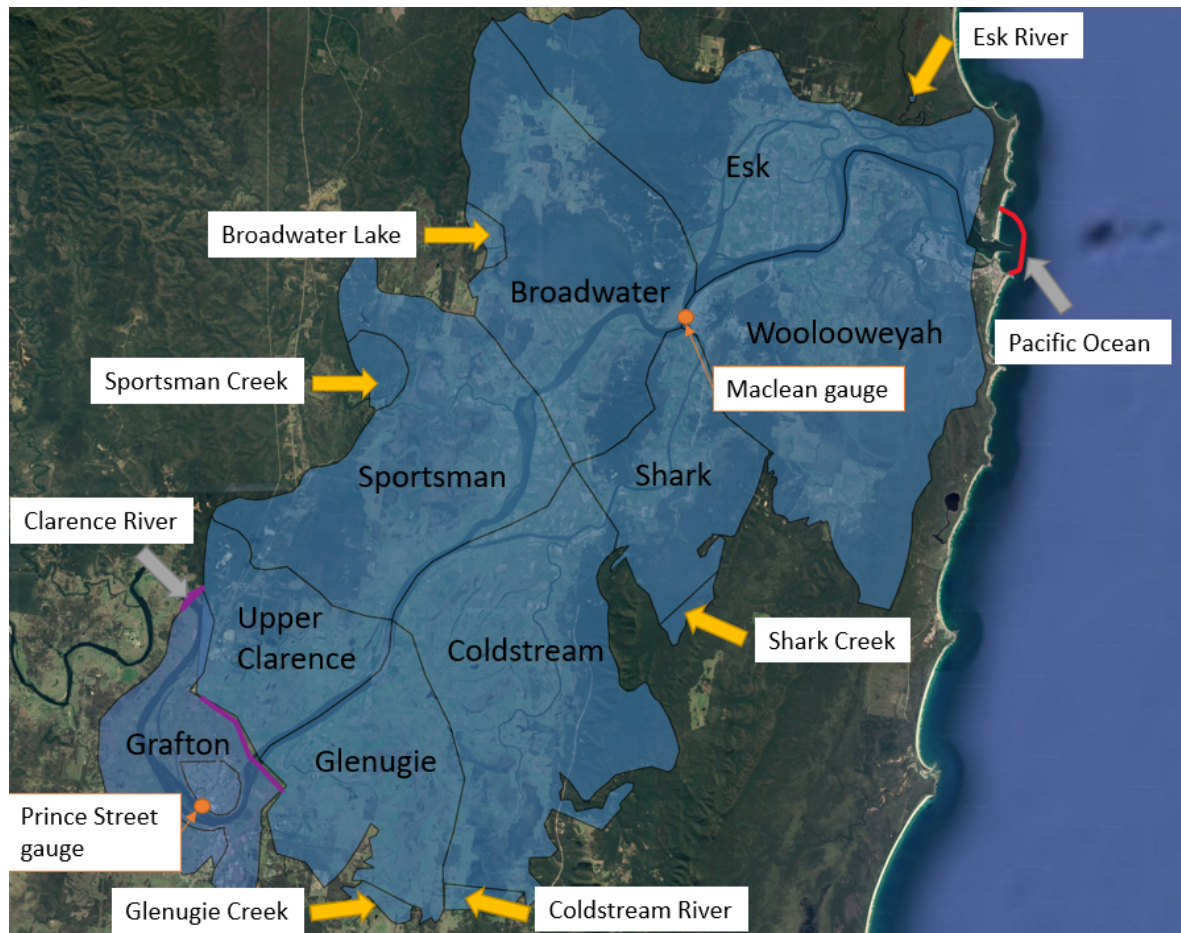 Esk River
Esk
Broadwater Lake
Broadwater
Woolooweyah
Pacific Ocean
Sportsman Creek
Maclean gauge
Sportsman
Shark
Clarence River
Upper
Clarence
Coldstream
Shark Creek
Grafton
Glenugie
Prince Street
gauge
Glenugie Creek
Coldstream River